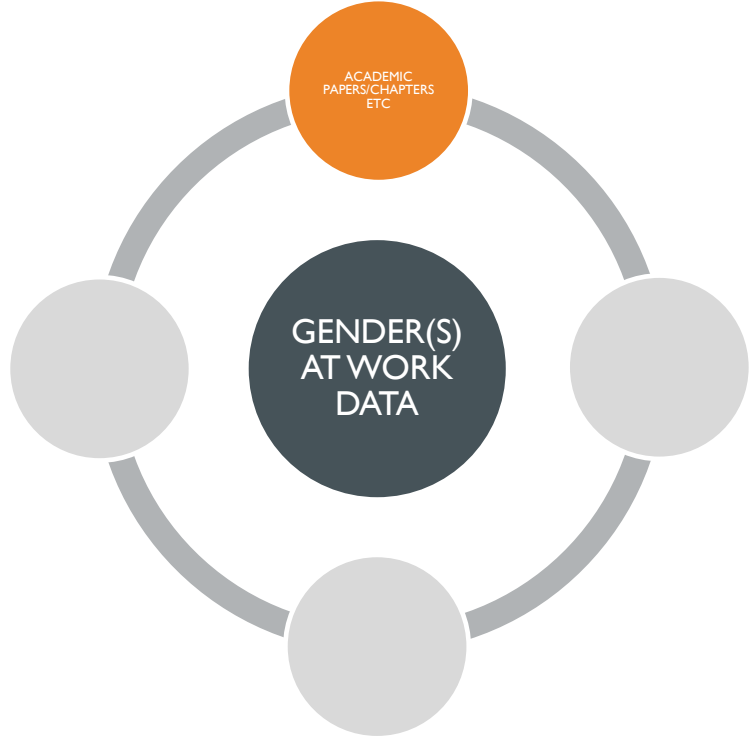 ACADEMIC
PAPERS/CHAPTERS
ETC
GENDER(S)
AT WORK
DATA